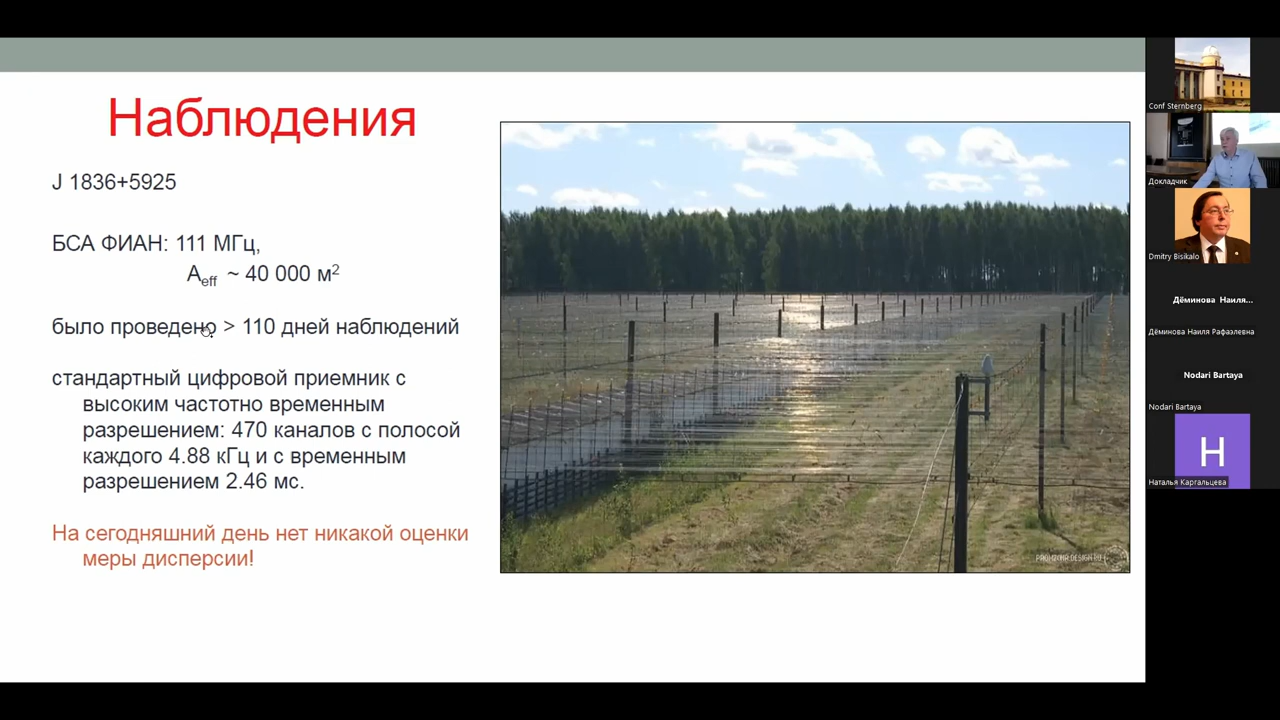 Наблюдения
J 1836+5925
БСА ФИАН: 111 МГц,
Aeff ~ 40 000 м²
было проведено > 110 дней наблюдений
стандартный цифровой приемник с
высоким частотно временным
разрешением: 470 каналов с полосой
каждого 4.88 кГц и с временным
разрешением 2.46 мс.
На сегодняшний день нет никакой оценки
меры дисперсии!
Conf Sternberg
Докладчик
Dmitry Bisikalo
Дёминова Наиля...
Дёминова Наиля Рафаэлевна
Nodari Bartaya
Nodari Bartaya
Н
Наталья Каргальцева